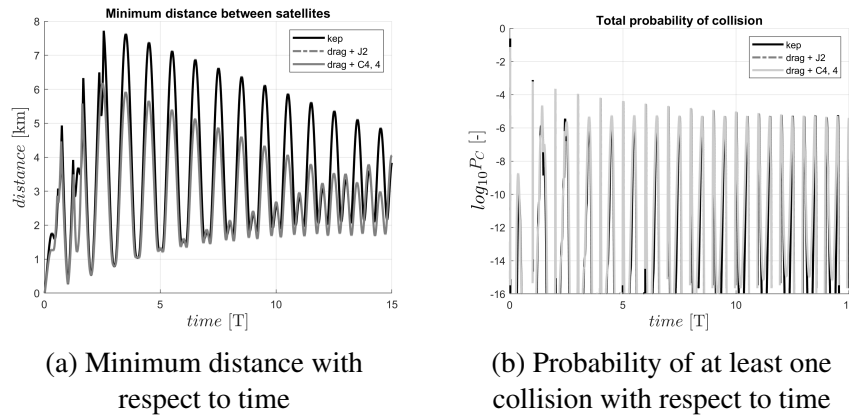 Minimum distance between satellites
8
7
6
5
4
3
2
1
0
distance [km]
0 5 10 15
time [T]
kep
drag + J2
drag + C4, 4
(a) Minimum distance with
respect to time
Total probability of collision
0
-2
-4
-6
-8
-10
-12
-14
-16
log10PC [-]
0 5 10 15
time [T]
kep
drag + J2
drag + C4, 4
(b) Probability of at least one
collision with respect to time